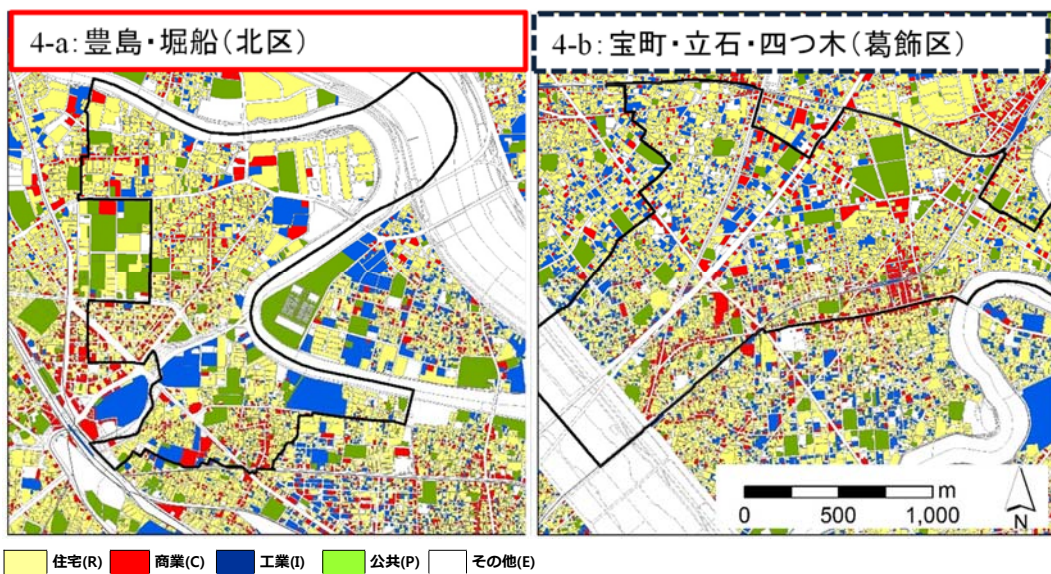 4-a: 豊島・堀船(北区)
4-b: 宝町・立石・四つ木(葛飾区)
m
0 500 1,000
N
住宅(R) 商業(C) 工業(I) 公共(P) その他(E)